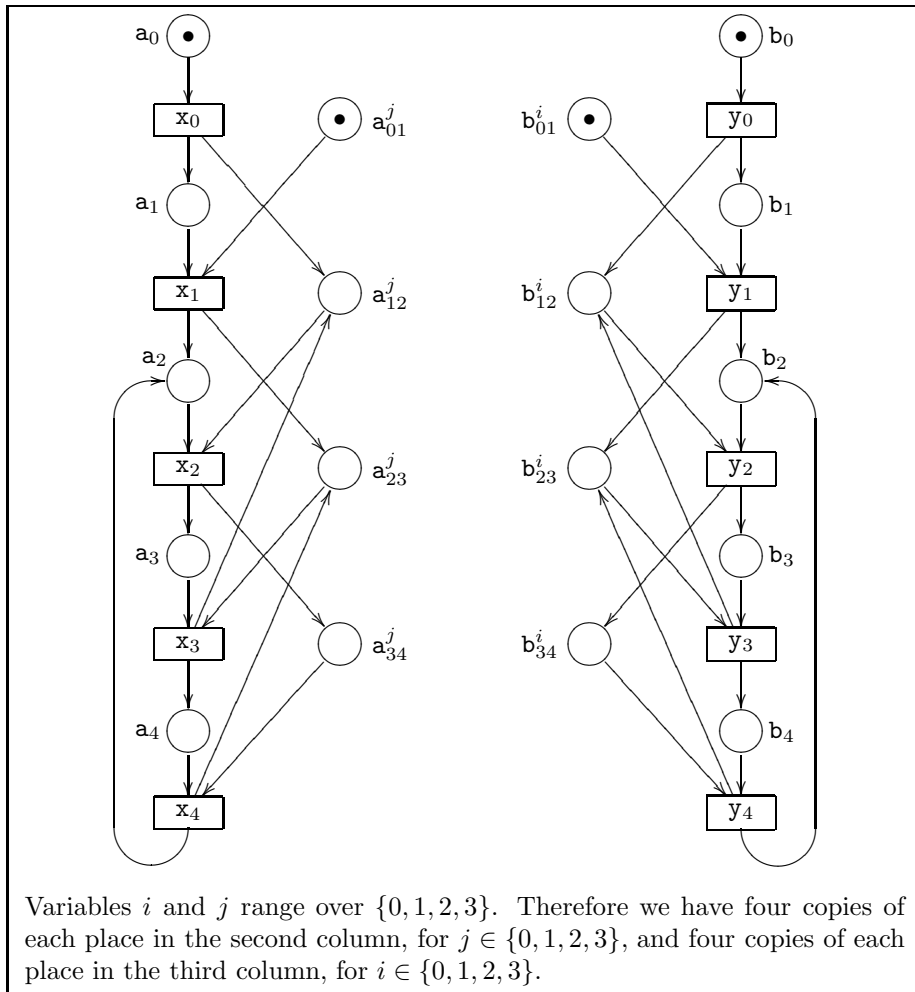 a₀ b₀
x₀ a₀₁ʲ b₀₁ⁱ y₀
a₁ b₁
x₁ a₁₂ʲ b₁₂ⁱ y₁
a₂ b₂
x₂ a₂₃ʲ b₂₃ⁱ y₂
a₃ b₃
x₃ a₃₄ʲ b₃₄ⁱ y₃
a₄ b₄
x₄ y₄
Variables i and j range over {0, 1, 2, 3}. Therefore we have four copies of
each place in the second column, for j ∈ {0, 1, 2, 3}, and four copies of each
place in the third column, for i ∈ {0, 1, 2, 3}.